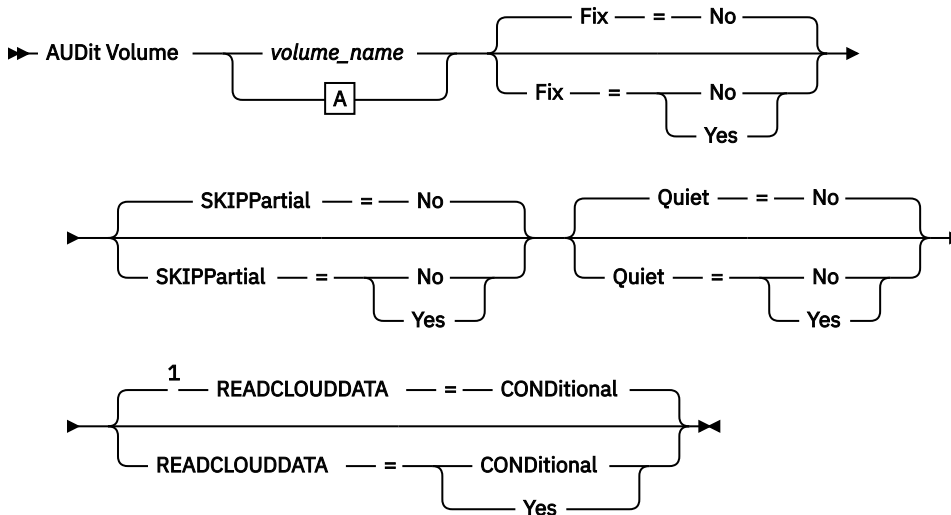 Fix = No
AUDit Volume volume_name
A
Fix = No
Yes
SKIPPartial = No
Quiet = No
SKIPPartial = No
Yes
Quiet = No
Yes
1
READCLOUDDATA = CONDitional
READCLOUDDATA = CONDitional
Yes